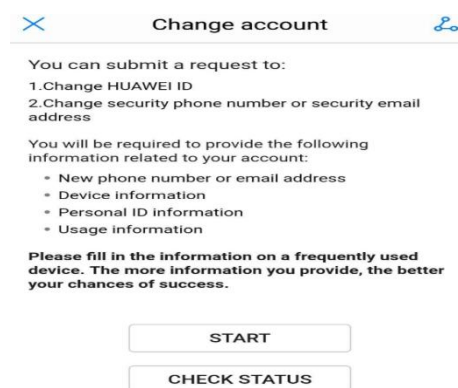 Change account
You can submit a request to:
1.Change HUAWEI ID
2.Change security phone number or security email
address
You will be required to provide the following
information related to your account:
• New phone number or email address
• Device information
• Personal ID information
• Usage information
Please fill in the information on a frequently used
device. The more information you provide, the better
your chances of success.
START
CHECK STATUS